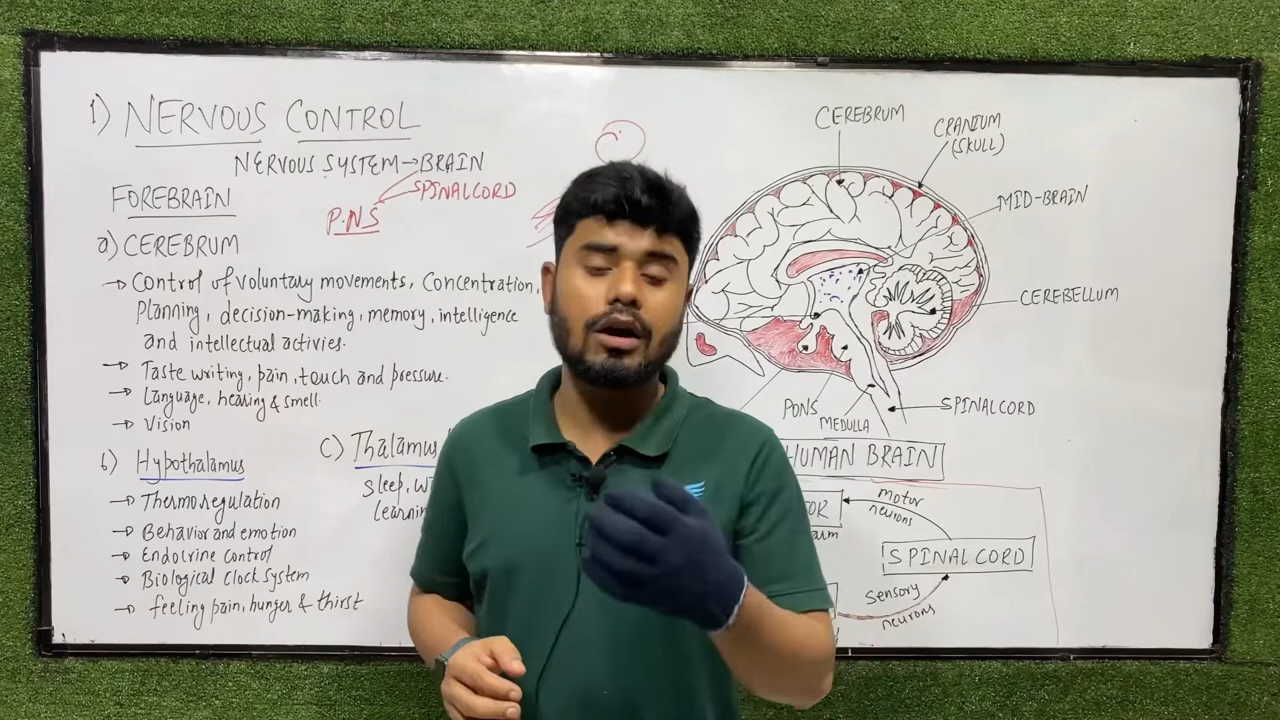 1) NERVOUS CONTROL
NERVOUS SYSTEM → BRAIN
SPINALCORD
P.N.S
FOREBRAIN
a) CEREBRUM
→ Control of voluntary movements, Concentration,
Planning, decision-making, memory, intelligence
and intellectual activies.
→ Taste writing, pain, touch and pressure.
→ Language, hearing & smell.
→ Vision
b) Hypothalamus
→ Thermoregulation
→ Behavior and emotion
→ Endocrine control
→ Biological clock system
→ feeling pain, hunger & thirst
C) Thalamus
Sleep,
CEREBRUM
CRANIUM
(SKULL)
MID-BRAIN
CEREBELLUM
SPINALCORD
PONS
MEDULLA
HUMAN BRAIN
motor
neurons
SPINAL CORD
Sensory
neurons